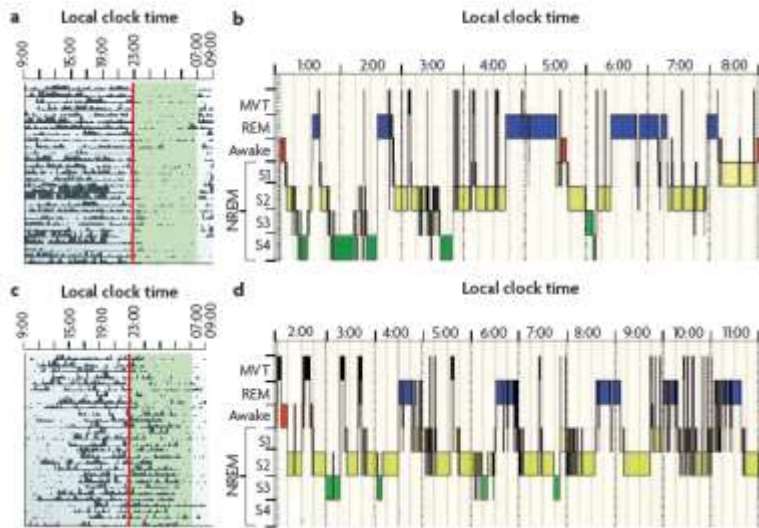 a
Local clock time
9:00 15:00 19:00 23:00 07:00 09:00
b
Local clock time
1:00 2:00 3:00 4:00 5:00 6:00 7:00 8:00
MVT
REM
Awake
S1
S2
S3
S4
NREM
c
Local clock time
9:00 15:00 19:00 23:00 07:00 09:00
d
Local clock time
2:00 3:00 4:00 5:00 6:00 7:00 8:00 9:00 10:00 11:00
MVT
REM
Awake
S1
S2
S3
S4
NREM